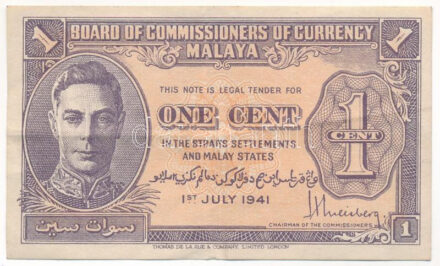 1 BOARD OF COMMISSIONERS OF CURRENCY 1
MALAYA
THIS NOTE IS LEGAL TENDER FOR
ONE CENT
1
CENT
IN THE STRAITS SETTLEMENTS
AND MALAY STATES
1ST JULY 1941
سوات سين
CHAIRMAN OF THE COMMISSIONERS
1
THOMAS DE LA RUE & COMPANY, LIMITED, LONDON